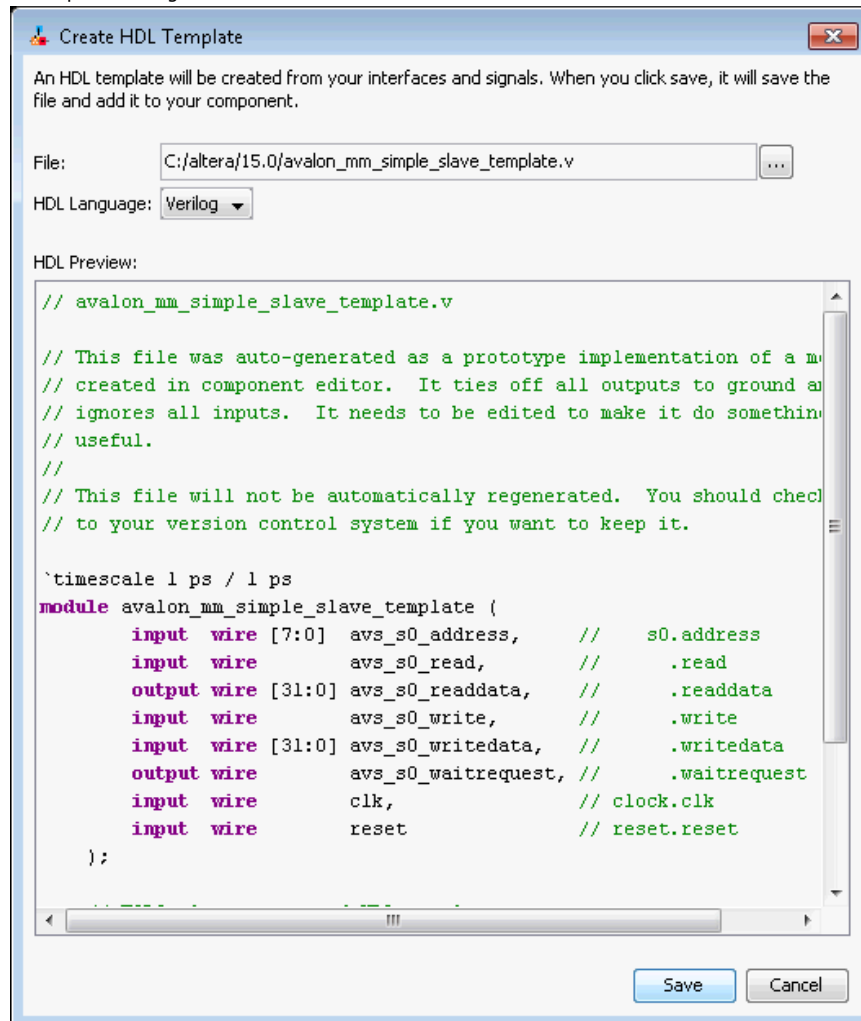 Create HDL Template
An HDL template will be created from your interfaces and signals. When you click save, it will save the
file and add it to your component.
File: C:/altera/15.0/avalon_mm_simple_slave_template.v ...
HDL Language: Verilog
HDL Preview:
// avalon_mm_simple_slave_template.v
// This file was auto-generated as a prototype implementation of a
// created in component editor.  It ties off all outputs to ground
// ignores all inputs.  It needs to be edited to make it do
// useful.
//
// This file will not be automatically regenerated.  You should
// to your version control system if you want to keep it.
`timescale 1 ps / 1 ps
module avalon_mm_simple_slave_template (
input  wire [7:0]  avs_s0_address,     //    s0.address
input  wire        avs_s0_read,        //      .read
output wire [31:0] avs_s0_readdata,    //      .readdata
input  wire        avs_s0_write,       //      .write
input  wire [31:0] avs_s0_writedata,   //      .writedata
output wire        avs_s0_waitrequest, //      .waitrequest
input  wire        clk,                // clock.clk
input  wire        reset               // reset.reset
);
Save Cancel